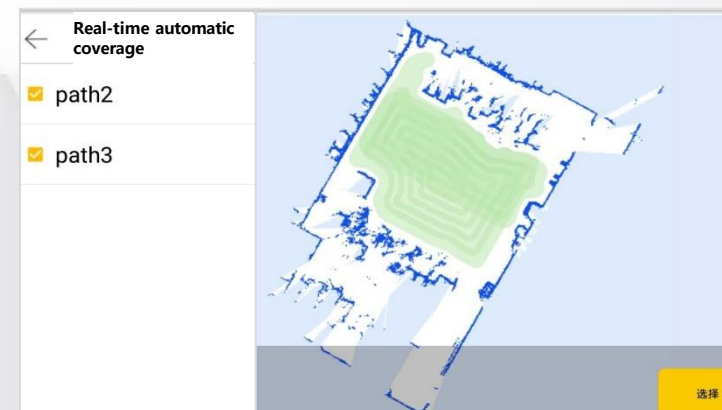 Real-time automatic
coverage
path2
path3
选择